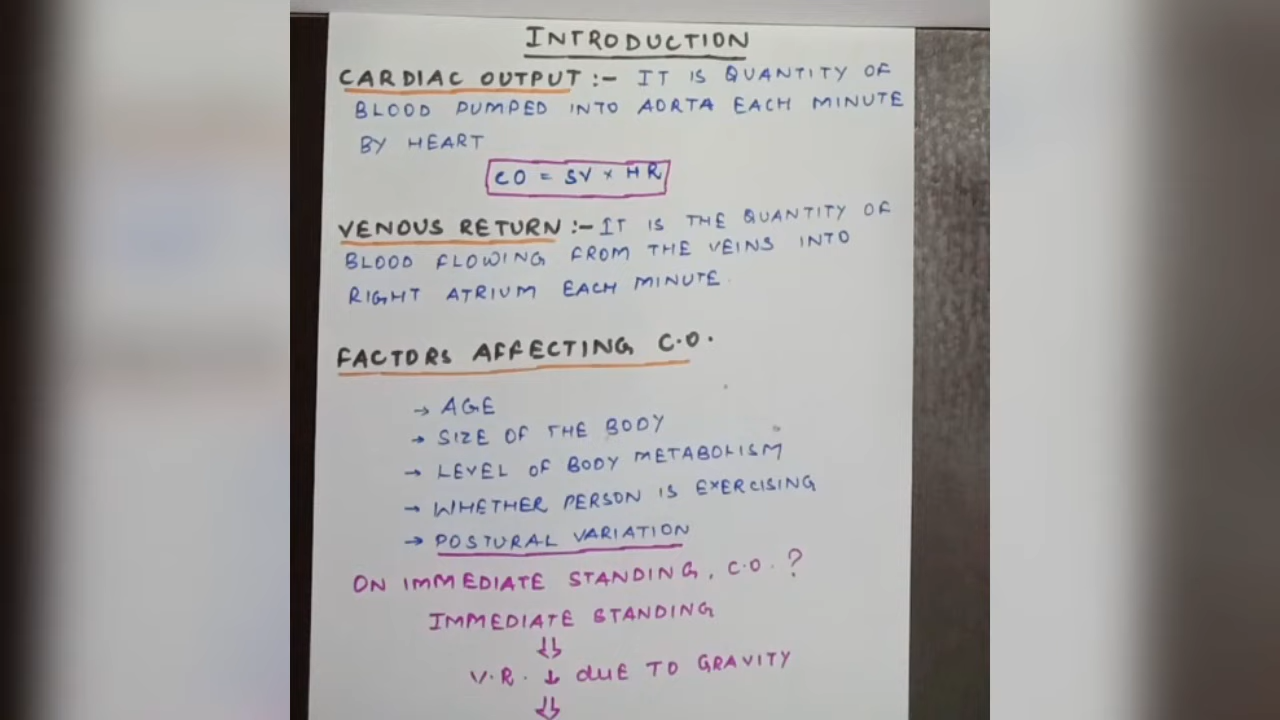 INTRODUCTION
CARDIAC OUTPUT :- IT IS QUANTITY OF
BLOOD PUMPED INTO AORTA EACH MINUTE
BY HEART
CO = SV × HR
VENOUS RETURN :- IT IS THE QUANTITY OF
BLOOD FLOWING FROM THE VEINS INTO
RIGHT ATRIUM EACH MINUTE.
FACTORS AFFECTING C.O.
→ AGE
→ SIZE OF THE BODY
→ LEVEL OF BODY METABOLISM
→ WHETHER PERSON IS EXERCISING
→ POSTURAL VARIATION
ON IMMEDIATE STANDING, C.O. ?
IMMEDIATE STANDING
⇓
V.R. ↓ due TO GRAVITY
⇓